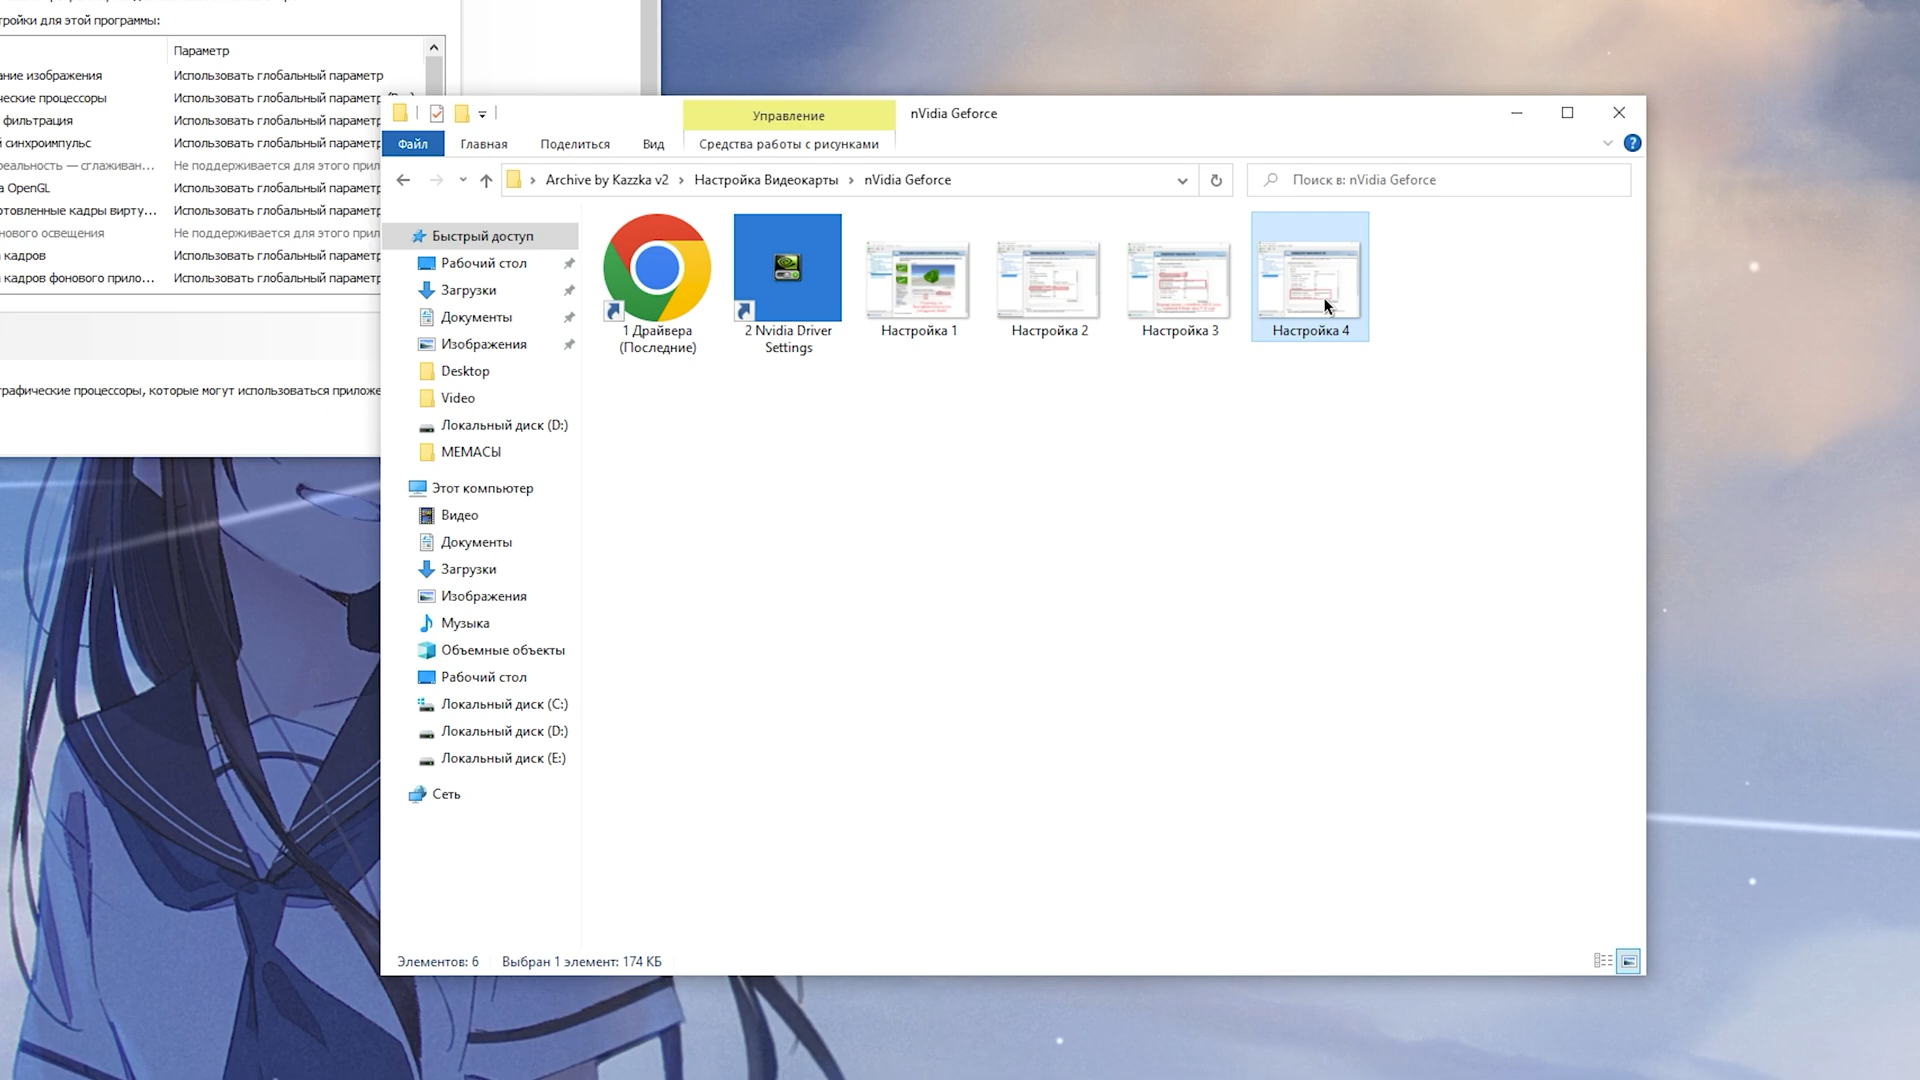 тройки для этой программы:
Параметр
ание изображения Использовать глобальный параметр
ческие процессоры Использовать глобальный параметр
фильтрация Использовать глобальный параметр
й синхроимпульс Использовать глобальный параметр
реальность — сглаживан... Не поддерживается для этого прил
а OpenGL Использовать глобальный параметр
отовленные кадры вирту... Использовать глобальный параметр
нового освещения Не поддерживается для этого прил
а кадров Использовать глобальный параметр
а кадров фонового прило... Использовать глобальный параметр
графические процессоры, которые могут использоваться приложе
Управление
nVidia Geforce
Файл
Главная
Поделиться
Вид
Средства работы с рисунками
Archive by Kazzka v2 › Настройка Видеокарты › nVidia Geforce
Поиск в: nVidia Geforce
Быстрый доступ
Рабочий стол
Загрузки
Документы
Изображения
Desktop
Video
Локальный диск (D:)
МЕМАСЫ
Этот компьютер
Видео
Документы
Загрузки
Изображения
Музыка
Объемные объекты
Рабочий стол
Локальный диск (C:)
Локальный диск (D:)
Локальный диск (E:)
Сеть
1 Драйвера
(Последние)
2 Nvidia Driver
Settings
Настройка 1
Настройка 2
Настройка 3
Настройка 4
Элементов: 6
Выбран 1 элемент: 174 КБ